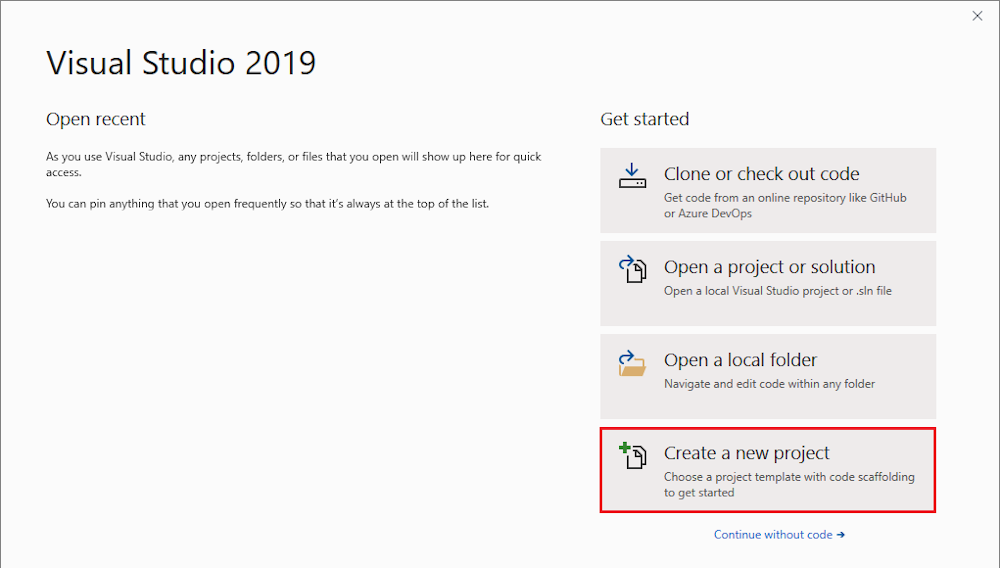 Visual Studio 2019
Open recent
As you use Visual Studio, any projects, folders, or files that you open will show up here for quick
access.
You can pin anything that you open frequently so that it's always at the top of the list.
Get started
Clone or check out code
Get code from an online repository like GitHub
or Azure DevOps
Open a project or solution
Open a local Visual Studio project or .sln file
Open a local folder
Navigate and edit code within any folder
Create a new project
Choose a project template with code scaffolding
to get started
Continue without code →